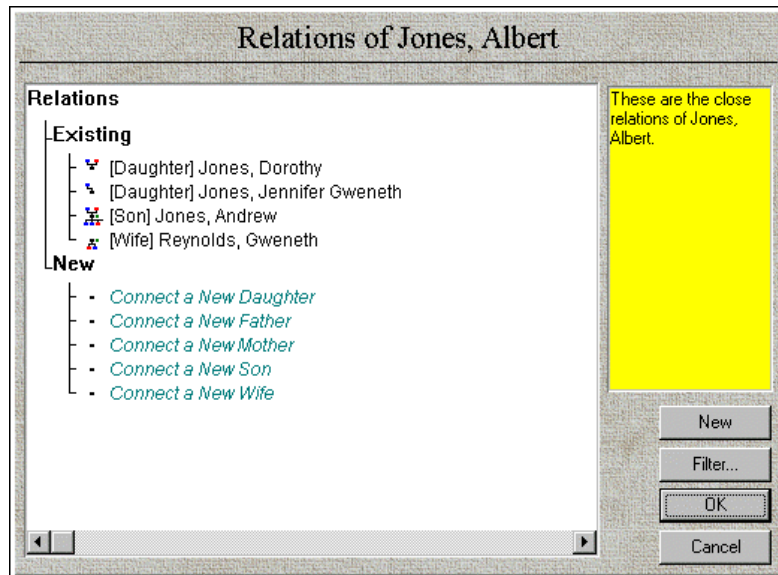 Relations of Jones, Albert
Relations
Existing
[Daughter] Jones, Dorothy
[Daughter] Jones, Jennifer Gweneth
[Son] Jones, Andrew
[Wife] Reynolds, Gweneth
New
Connect a New Daughter
Connect a New Father
Connect a New Mother
Connect a New Son
Connect a New Wife
These are the close
relations of Jones,
Albert.
New
Filter...
OK
Cancel